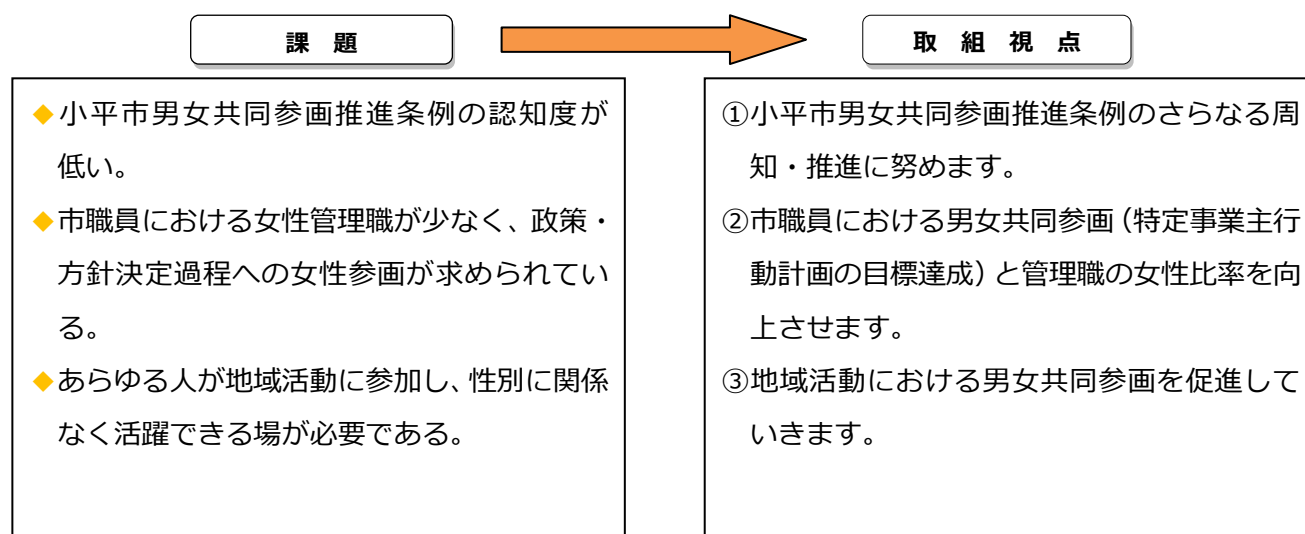 課 題
取 組 視 点
◆小平市男女共同参画推進条例の認知度が
低い。
◆市職員における女性管理職が少なく、政策・
方針決定過程への女性参画が求められてい
る。
◆あらゆる人が地域活動に参加し、性別に関係
なく活躍できる場が必要である。
①小平市男女共同参画推進条例のさらなる周
知・推進に努めます。
②市職員における男女共同参画（特定事業主行
動計画の目標達成）と管理職の女性比率を向
上させます。
③地域活動における男女共同参画を促進して
いきます。